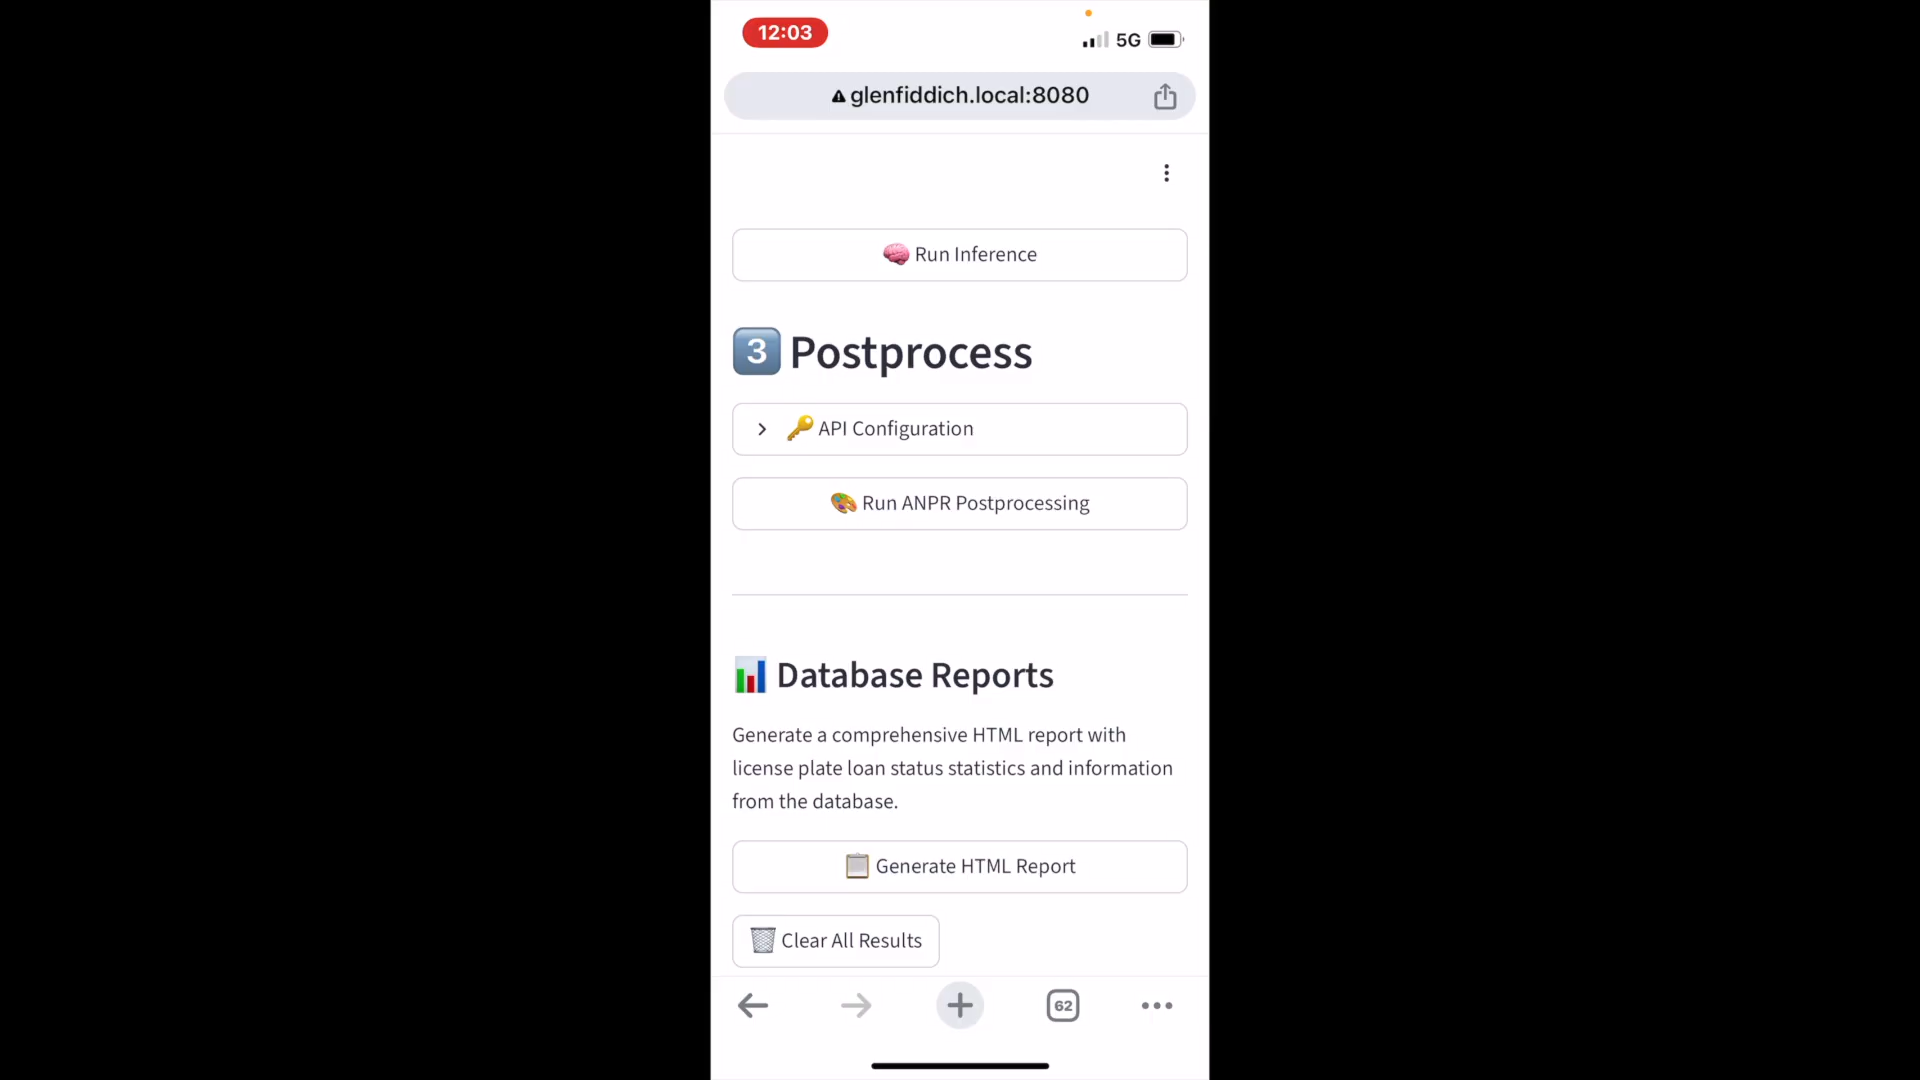 12:03
5G
glenfiddich.local:8080
Run Inference
3 Postprocess
API Configuration
Run ANPR Postprocessing
Database Reports
Generate a comprehensive HTML report with
license plate loan status statistics and information
from the database.
Generate HTML Report
Clear All Results
62